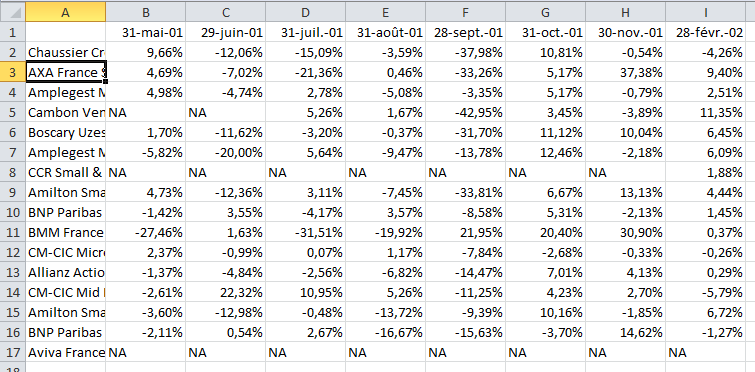 A B C D E F G H I
1 31-mai-01 29-juin-01 31-juil.-01 31-août-01 28-sept.-01 31-oct.-01 30-nov.-01 28-févr.-02
2 Chaussier Cr 9,66% -12,06% -15,09% -3,59% -37,98% 10,81% -0,54% -4,26%
3 AXA France 4,69% -7,02% -21,36% 0,46% -33,26% 5,17% 37,38% 9,40%
4 Amplegest M 4,98% -4,74% 2,78% -5,08% -3,35% 5,17% -0,79% 2,51%
5 Cambon Ven NA NA 5,26% 1,67% -42,95% 3,45% -3,89% 11,35%
6 Boscary Uzes 1,70% -11,62% -3,20% -0,37% -31,70% 11,12% 10,04% 6,45%
7 Amplegest M -5,82% -20,00% 5,64% -9,47% -13,78% 12,46% -2,18% 6,09%
8 CCR Small & NA NA NA NA NA NA NA 1,88%
9 Amilton Sma 4,73% -12,36% 3,11% -7,45% -33,81% 6,67% 13,13% 4,44%
10 BNP Paribas -1,42% 3,55% -4,17% 3,57% -8,58% 5,31% -2,13% 1,45%
11 BMM France -27,46% 1,63% -31,51% -19,92% 21,95% 20,40% 30,90% 0,37%
12 CM-CIC Micr 2,37% -0,99% 0,07% 1,17% -7,84% -2,68% -0,33% -0,26%
13 Allianz Actio -1,37% -4,84% -2,56% -6,82% -14,47% 7,01% 4,13% 0,29%
14 CM-CIC Mid -2,61% 22,32% 10,95% 5,26% -11,25% 4,23% 2,70% -5,79%
15 Amilton Sma -3,60% -12,98% -0,48% -13,72% -9,39% 10,16% -1,85% 6,72%
16 BNP Paribas -2,11% 0,54% 2,67% -16,67% -15,63% -3,70% 14,62% -1,27%
17 Aviva France NA NA NA NA NA NA NA NA